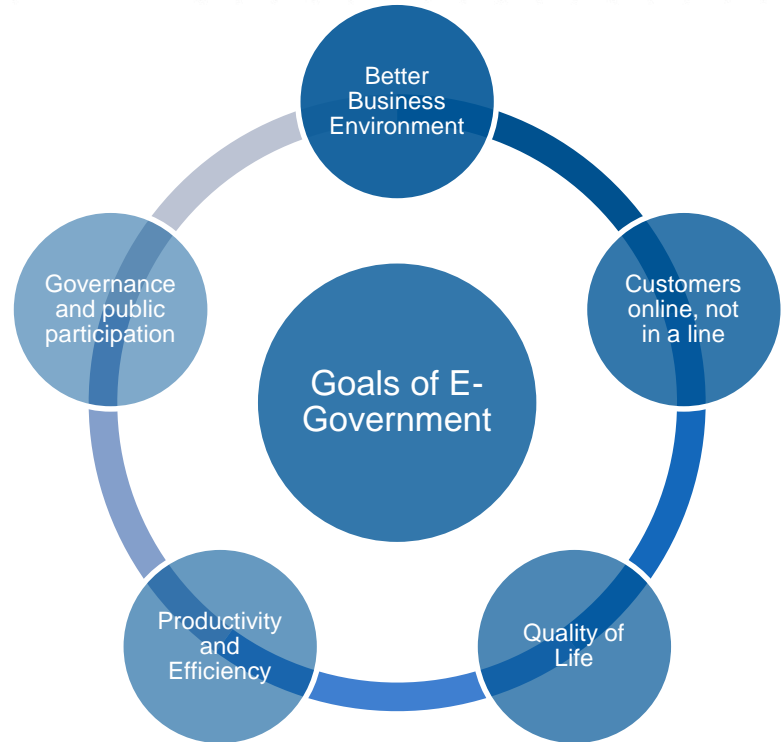 Better
Business
Environment
Customers
online, not
in a line
Quality of
Life
Productivity
and
Efficiency
Governance
and public
participation
Goals of E-
Government